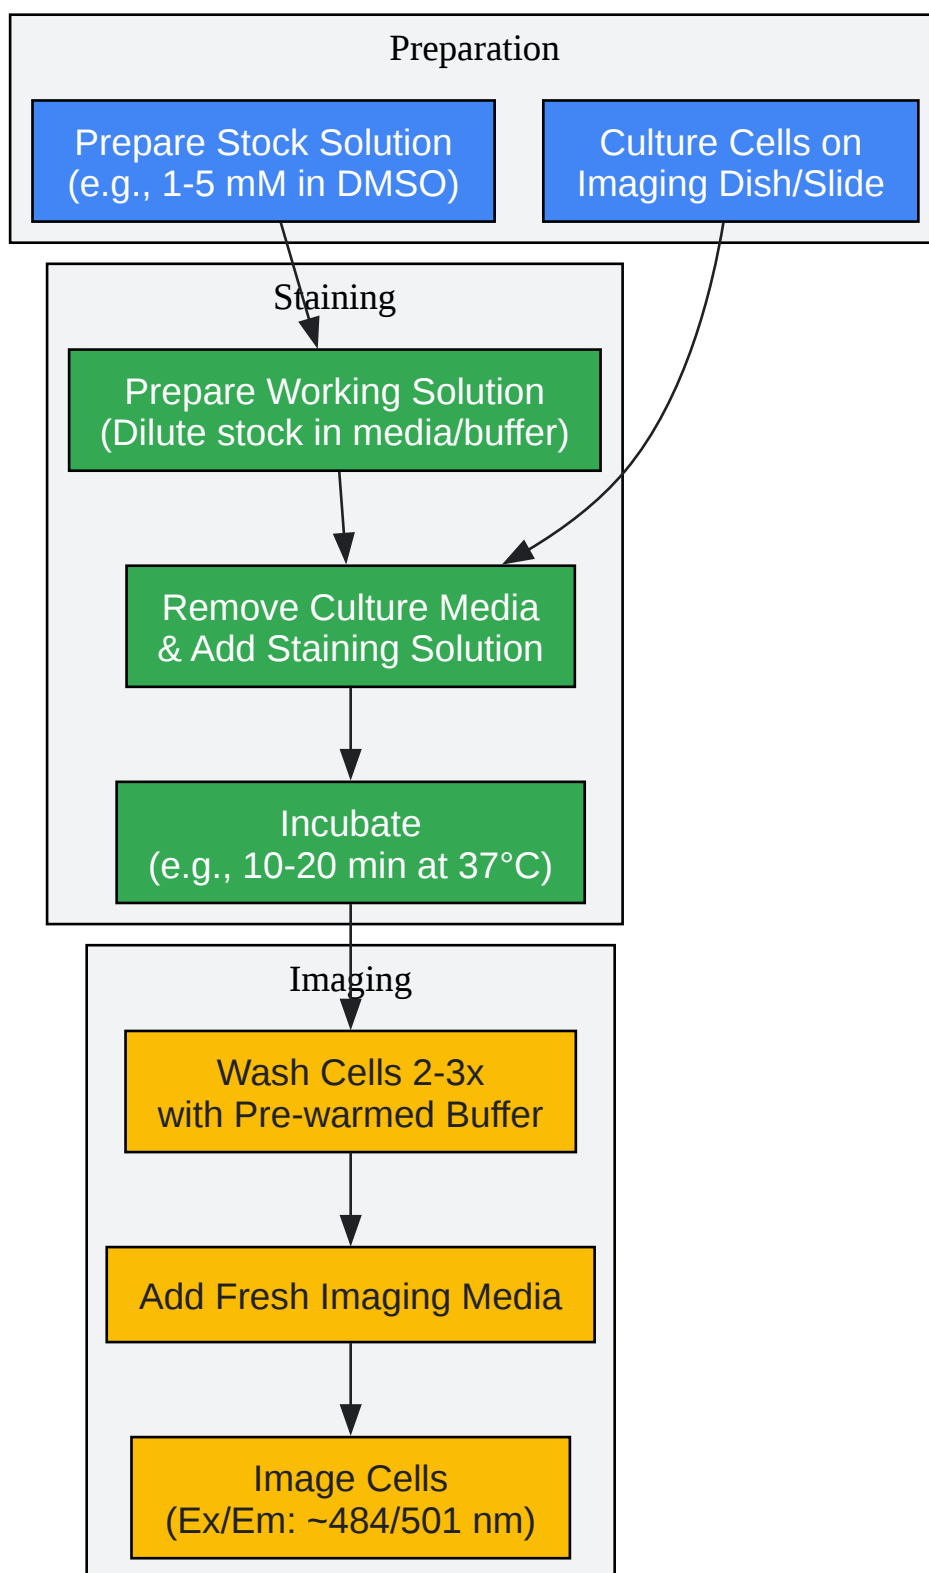 Preparation
Prepare Stock Solution
(e.g., 1-5 mM in DMSO)
Culture Cells on
Imaging Dish/Slide
Staining
Prepare Working Solution
(Dilute stock in media/buffer)
Remove Culture Media
& Add Staining Solution
Incubate
(e.g., 10-20 min at 37°C)
Imaging
Wash Cells 2-3x
with Pre-warmed Buffer
Add Fresh Imaging Media
Image Cells
(Ex/Em: ~484/501 nm)